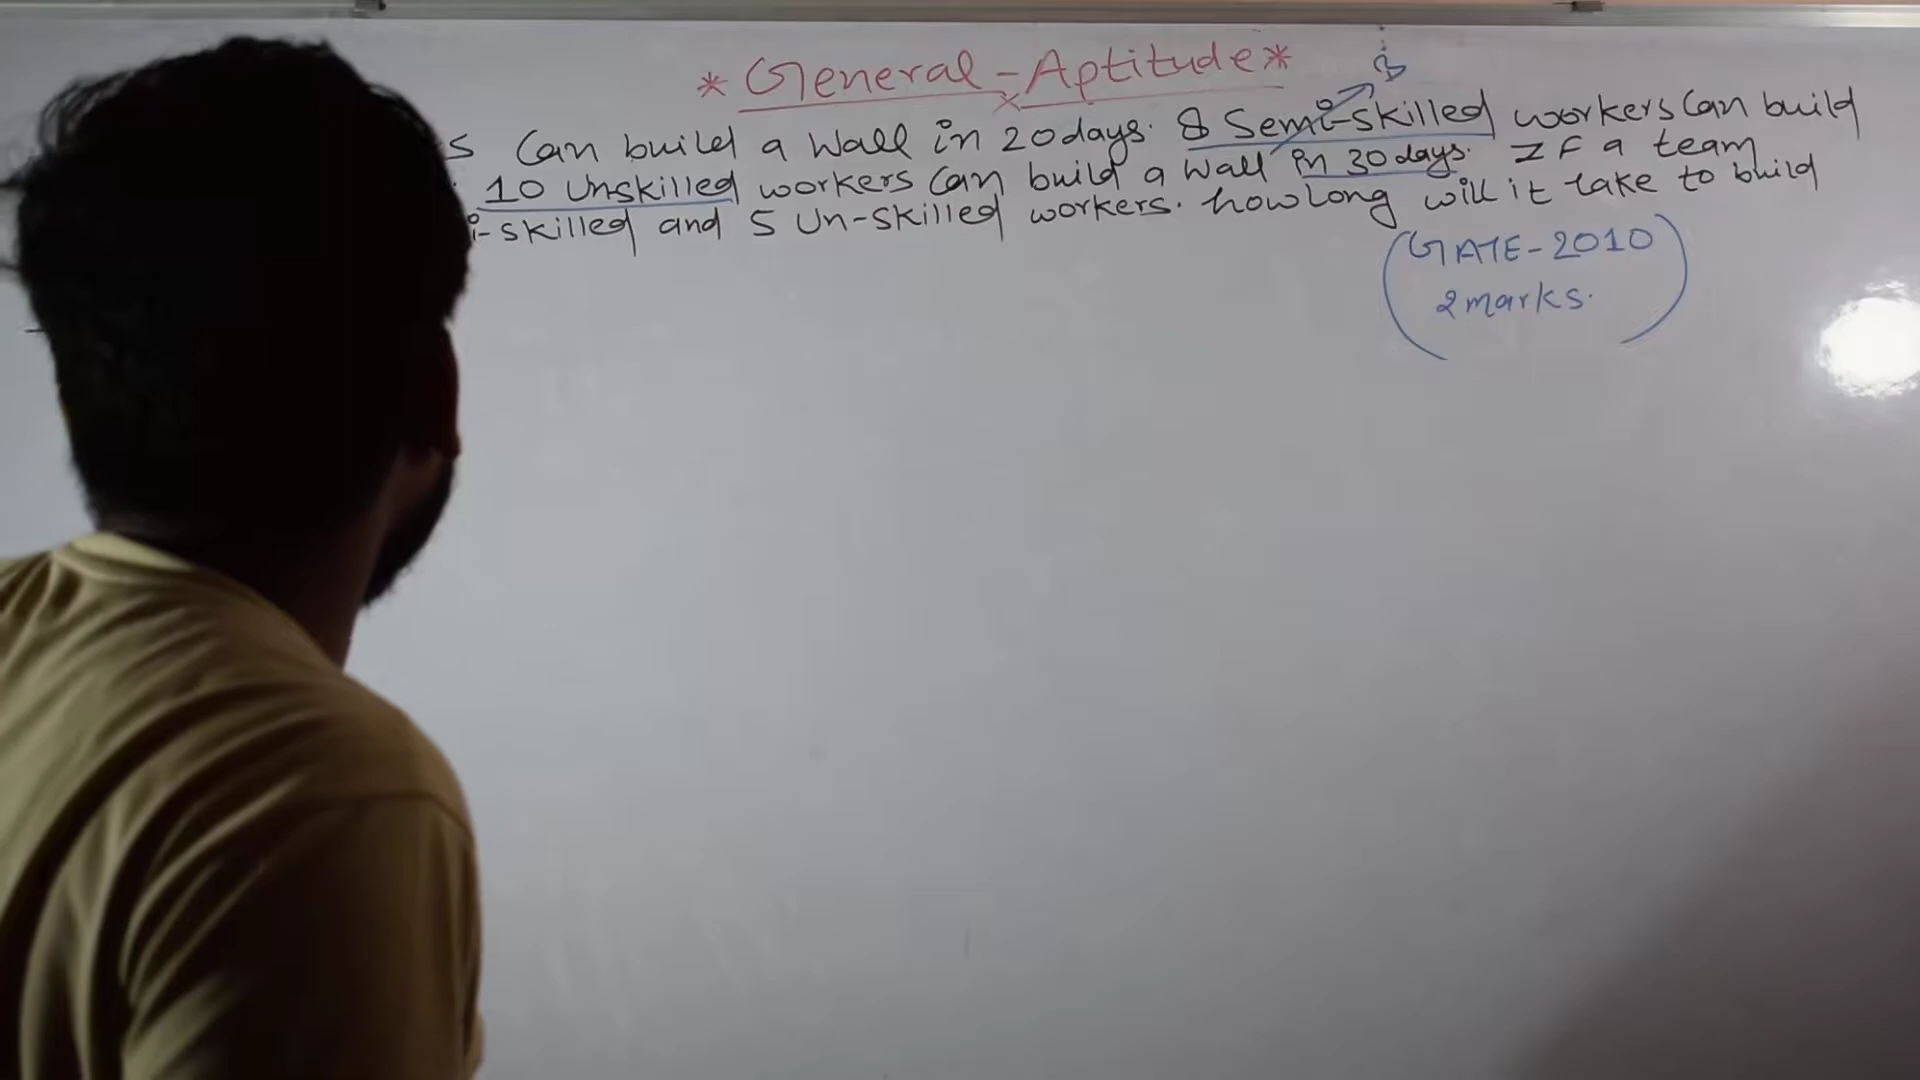 * General - Aptitude *
B
s Can build a wall in 20 days. 8 Semi-skilled workers Can build
10 Unskilled workers Can build a wall in 30 days. IF a team
i-skilled and 5 Un-skilled workers. how long will it take to build
(GATE-2010
2 marks.)